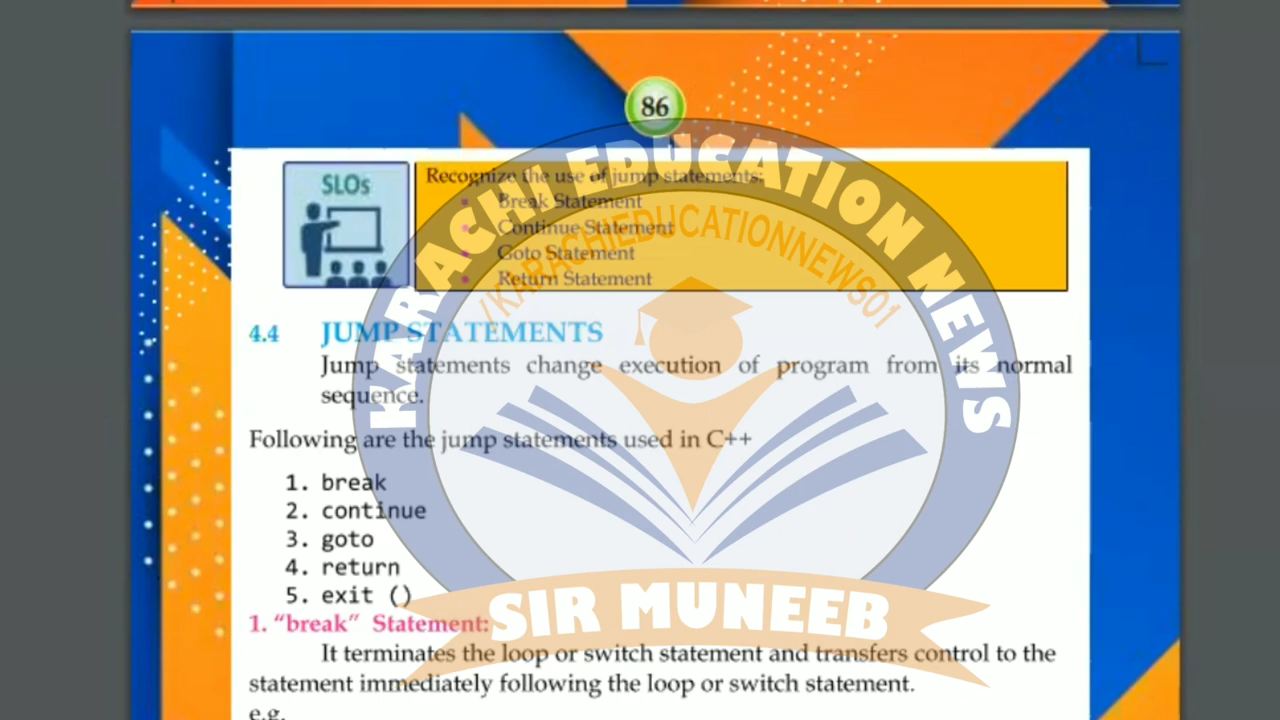 86
SLOs
Recognize the use of jump statements:
• Break Statement
• Continue Statement
• Goto Statement
• Return Statement
4.4 JUMP STATEMENTS
Jump statements change execution of program from its normal
sequence.
Following are the jump statements used in C++
1. break
2. continue
3. goto
4. return
5. exit ()
1. “break” Statement:
It terminates the loop or switch statement and transfers control to the
statement immediately following the loop or switch statement.
e.g.
KARACHI EDUCATION NEWS
/KARACHIEDUCATIONNEWS01
SIR MUNEEB